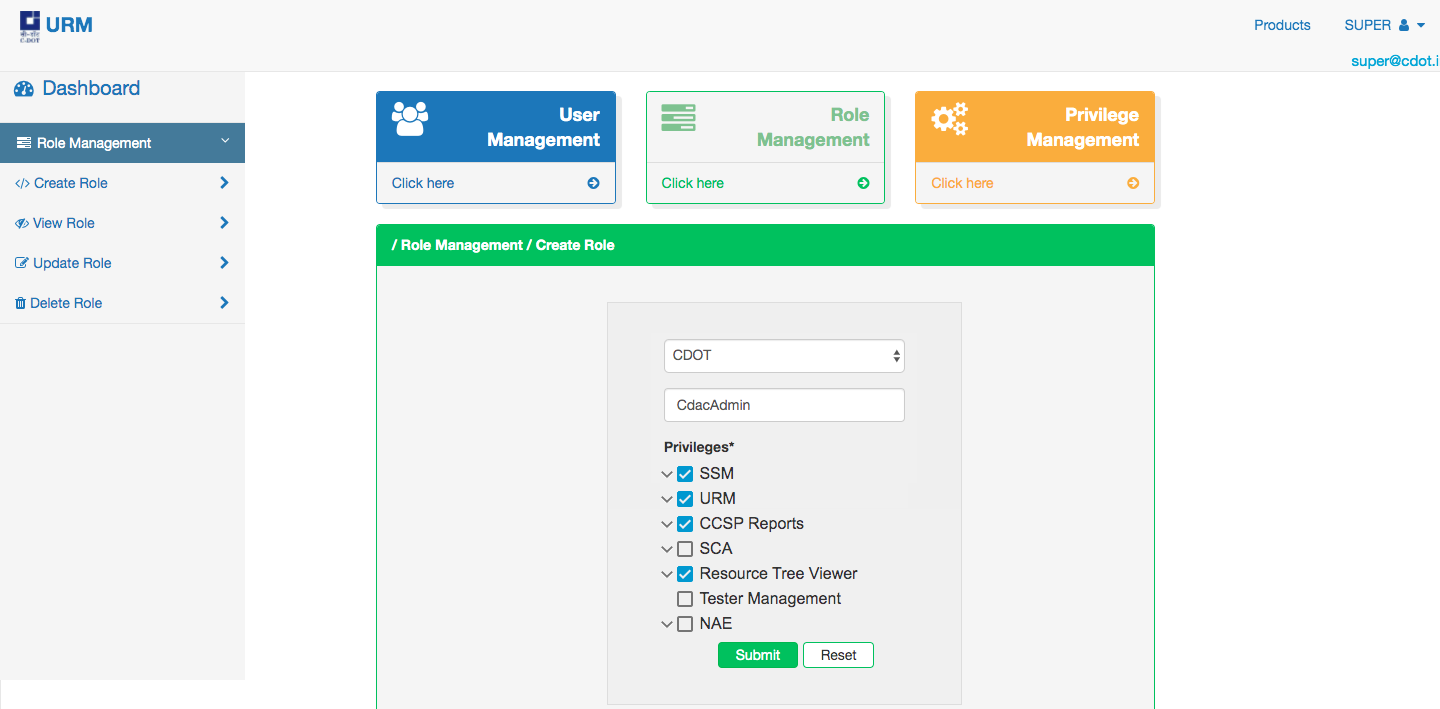 URM
सी-डॉट
C-DOT
Products
SUPER
super@cdot.i
Dashboard
Role Management
Create Role
View Role
Update Role
Delete Role
User
Management
Click here
Role
Management
Click here
Privilege
Management
Click here
/ Role Management / Create Role
CDOT
CdacAdmin
Privileges*
SSM
URM
CCSP Reports
SCA
Resource Tree Viewer
Tester Management
NAE
Submit
Reset